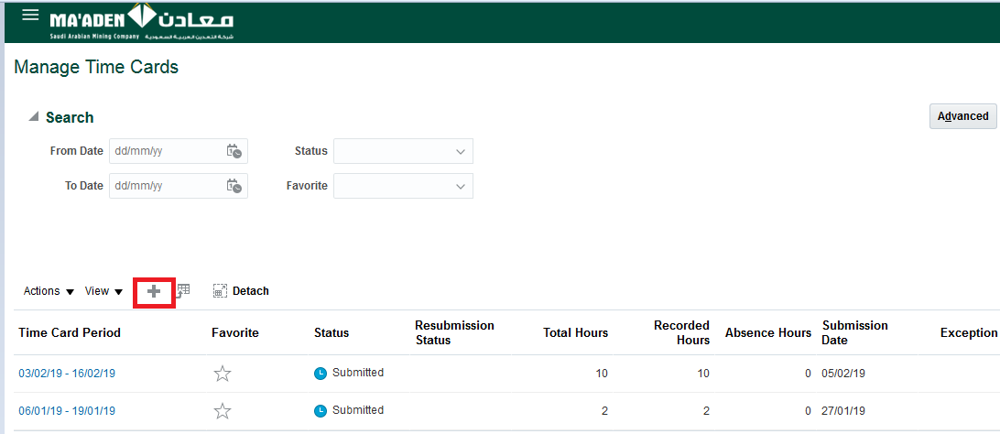 MA'ADEN معادن
Saudi Arabian Mining Company شركة التعدين العربية السعودية
Manage Time Cards
Search
Advanced
From Date dd/mm/yy Status
To Date dd/mm/yy Favorite
Actions View Detach
Time Card Period Favorite Status Resubmission Status Total Hours Recorded Hours Absence Hours Submission Date Exception
03/02/19 - 16/02/19 Submitted 10 10 0 05/02/19
06/01/19 - 19/01/19 Submitted 2 2 0 27/01/19